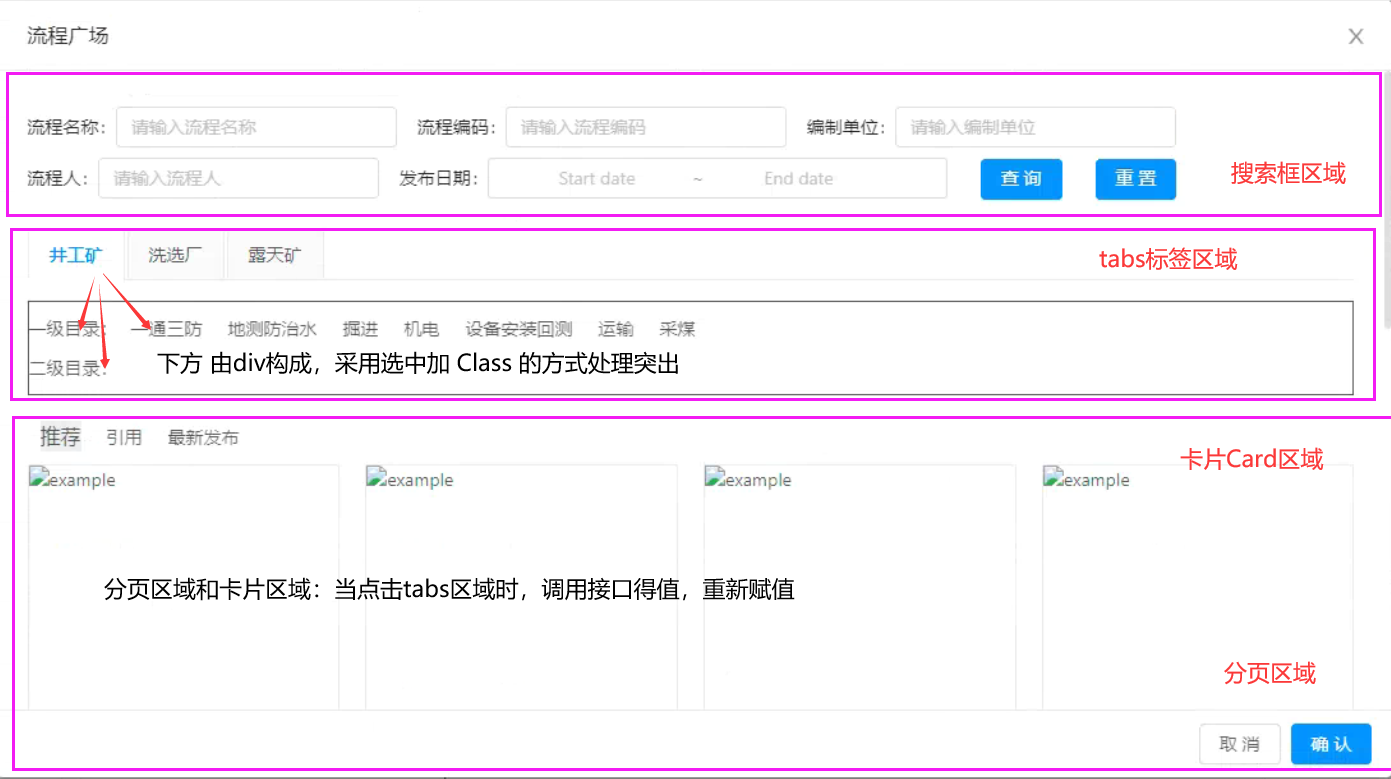 流程广场
流程名称: 请输入流程名称 流程编码: 请输入流程编码 编制单位: 请输入编制单位
流程人: 请输入流程人 发布日期: Start date ~ End date 查 询 重 置 搜索框区域
井工矿 洗选厂 露天矿 tabs标签区域
一级目录: 一通三防 地测防治水 掘进 机电 设备安装回测 运输 采煤
二级目录: 下方 由div构成，采用选中加 Class 的方式处理突出
推荐 引用 最新发布 卡片Card区域
example example example example
分页区域和卡片区域：当点击tabs区域时，调用接口得值，重新赋值
分页区域
取 消 确 认